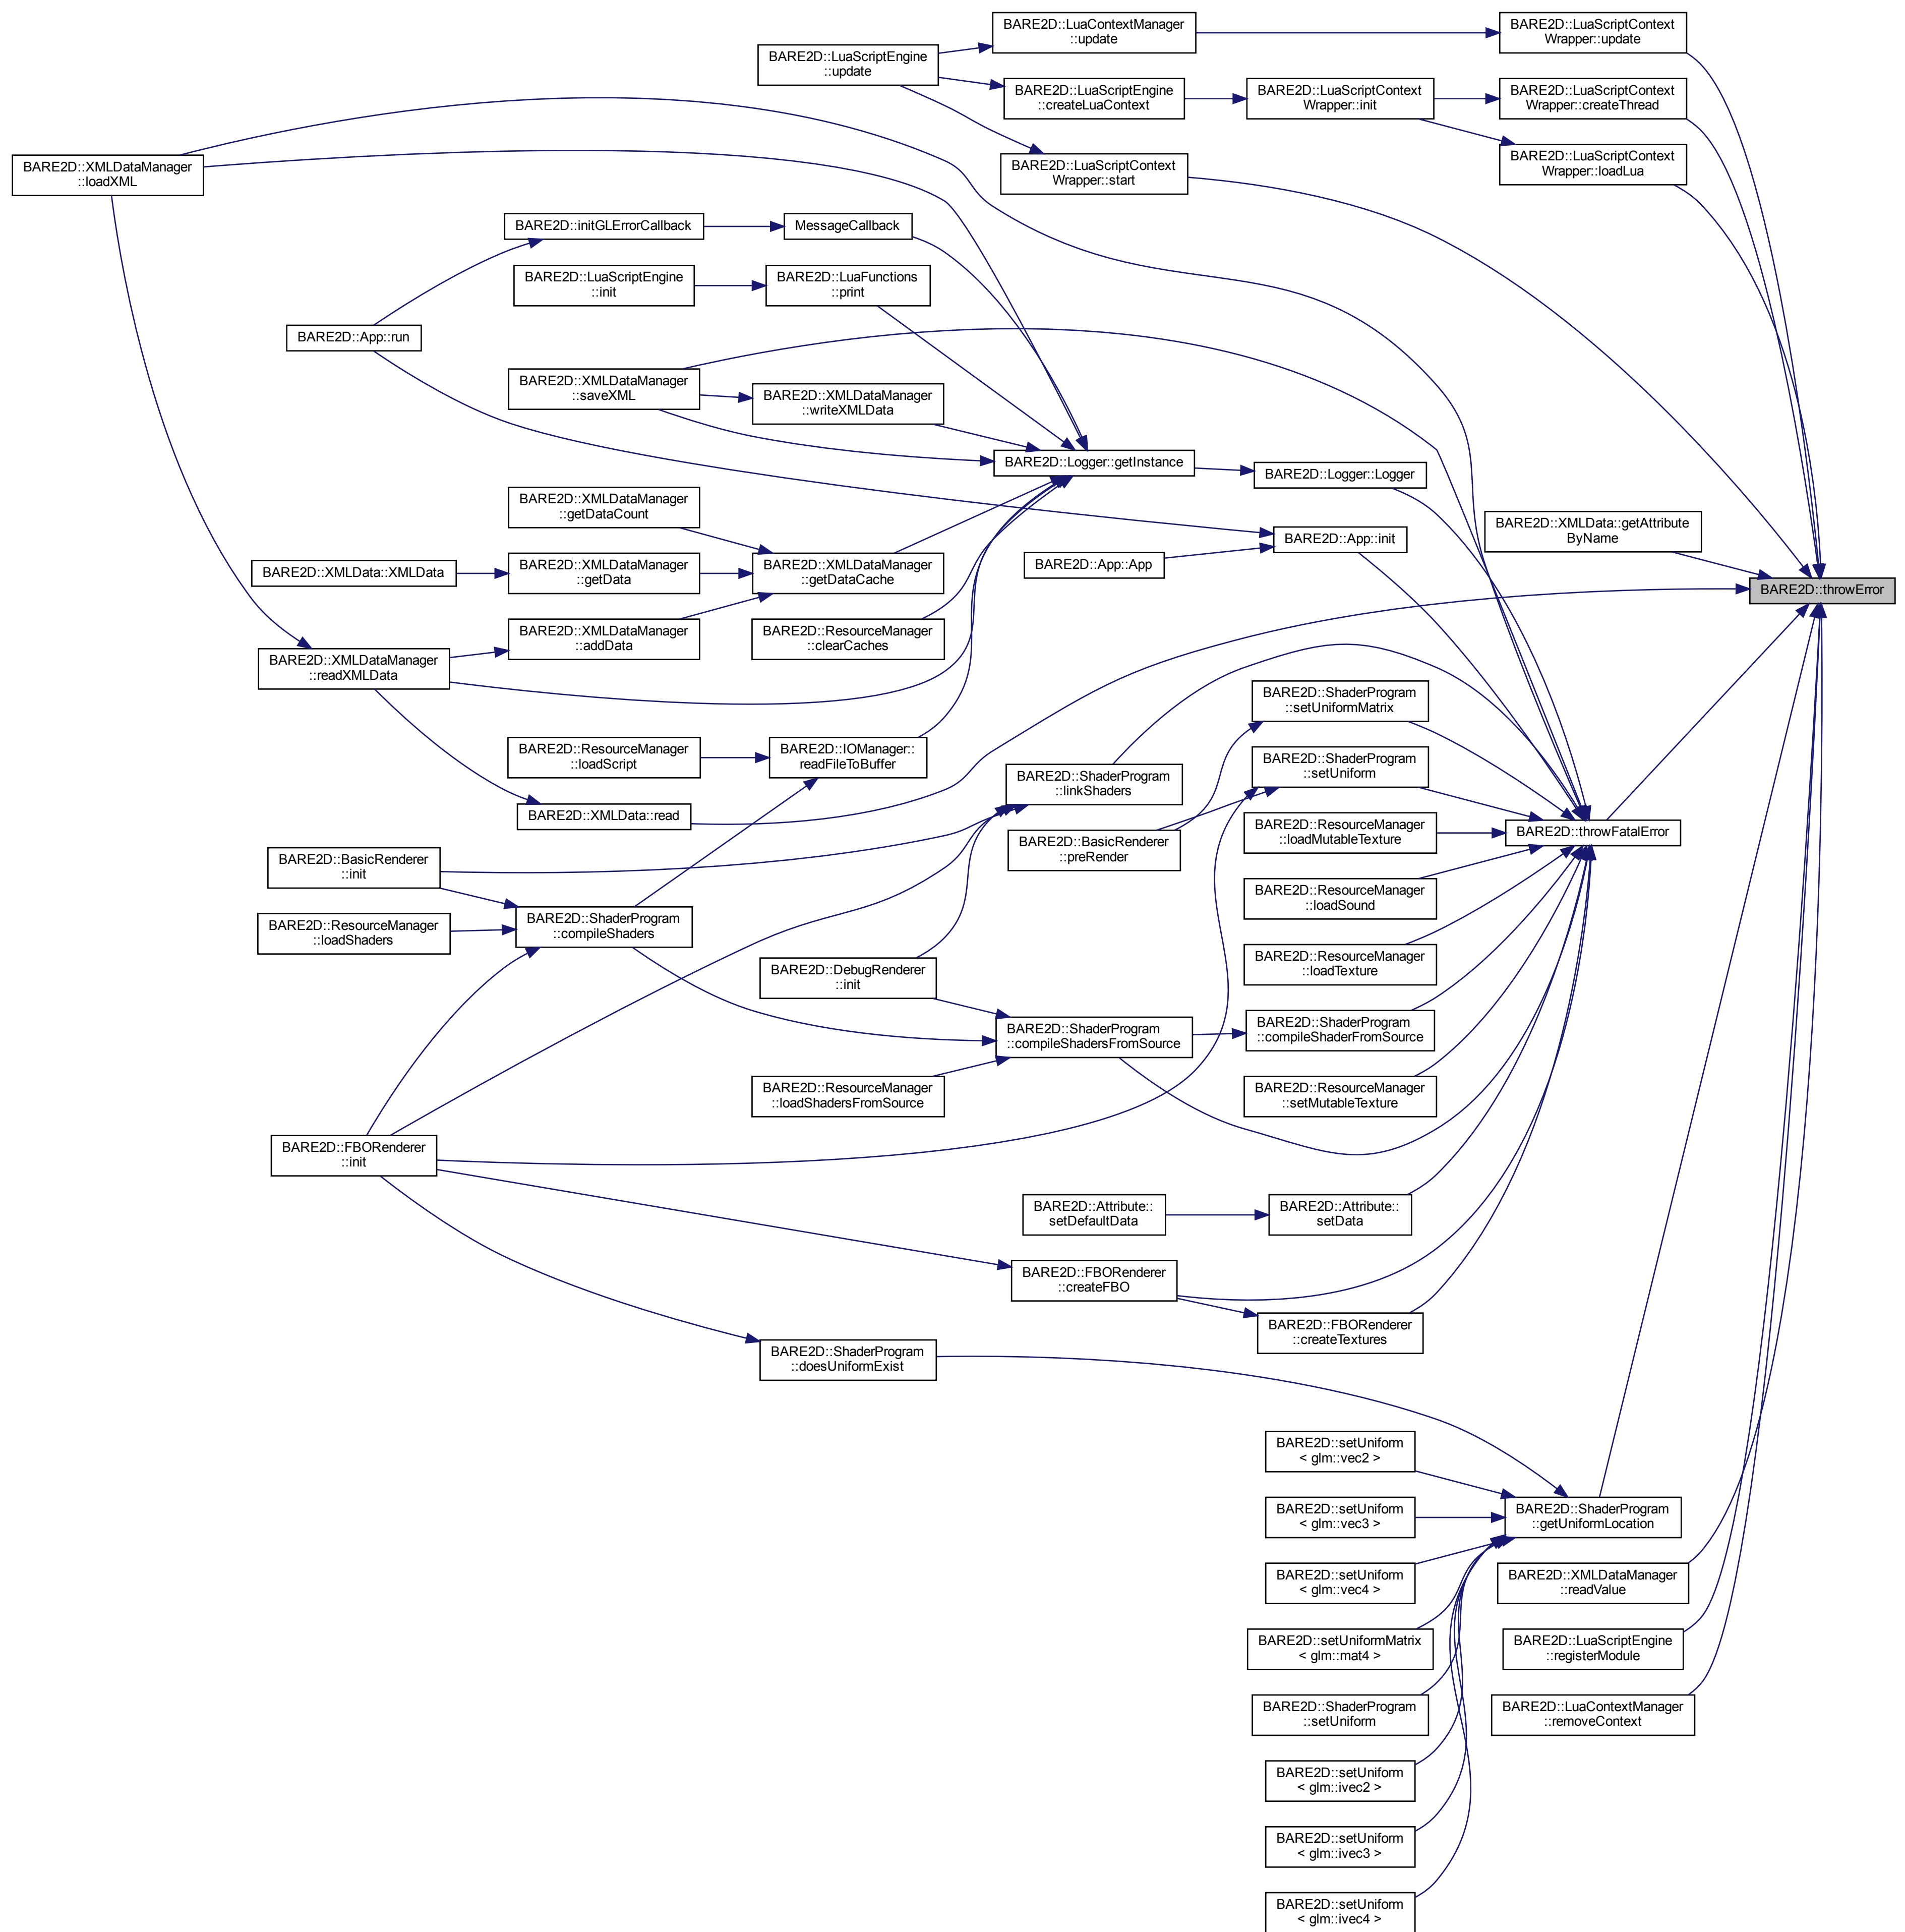 BARE2D::LuaContextManager
::update
BARE2D::LuaScriptContext
Wrapper::update
BARE2D::LuaScriptEngine
::update
BARE2D::LuaScriptEngine
::createLuaContext
BARE2D::LuaScriptContext
Wrapper::init
BARE2D::LuaScriptContext
Wrapper::createThread
BARE2D::LuaScriptContext
Wrapper::loadLua
BARE2D::XMLDataManager
::loadXML
BARE2D::LuaScriptContext
Wrapper::start
BARE2D::initGLErrorCallback
MessageCallback
BARE2D::LuaScriptEngine
::init
BARE2D::LuaFunctions
::print
BARE2D::App::run
BARE2D::XMLDataManager
::saveXML
BARE2D::XMLDataManager
::writeXMLData
BARE2D::Logger::getInstance
BARE2D::Logger::Logger
BARE2D::XMLDataManager
::getDataCount
BARE2D::XMLData::getAttribute
ByName
BARE2D::App::init
BARE2D::App::App
BARE2D::XMLData::XMLData
BARE2D::XMLDataManager
::getData
BARE2D::XMLDataManager
::getDataCache
BARE2D::throwError
BARE2D::XMLDataManager
::addData
BARE2D::ResourceManager
::clearCaches
BARE2D::XMLDataManager
::readXMLData
BARE2D::ShaderProgram
::setUniformMatrix
BARE2D::ResourceManager
::loadScript
BARE2D::IOManager::
readFileToBuffer
BARE2D::ShaderProgram
::setUniform
BARE2D::ShaderProgram
::linkShaders
BARE2D::XMLData::read
BARE2D::ResourceManager
::loadMutableTexture
BARE2D::throwFatalError
BARE2D::BasicRenderer
::preRender
BARE2D::BasicRenderer
::init
BARE2D::ResourceManager
::loadSound
BARE2D::ResourceManager
::loadShaders
BARE2D::ShaderProgram
::compileShaders
BARE2D::ResourceManager
::loadTexture
BARE2D::DebugRenderer
::init
BARE2D::ShaderProgram
::compileShadersFromSource
BARE2D::ShaderProgram
::compileShaderFromSource
BARE2D::ResourceManager
::loadShadersFromSource
BARE2D::ResourceManager
::setMutableTexture
BARE2D::FBORenderer
::init
BARE2D::Attribute::
setDefaultData
BARE2D::Attribute::
setData
BARE2D::FBORenderer
::createFBO
BARE2D::FBORenderer
::createTextures
BARE2D::ShaderProgram
::doesUniformExist
BARE2D::setUniform
< glm::vec2 >
BARE2D::setUniform
< glm::vec3 >
BARE2D::ShaderProgram
::getUniformLocation
BARE2D::setUniform
< glm::vec4 >
BARE2D::XMLDataManager
::readValue
BARE2D::setUniformMatrix
< glm::mat4 >
BARE2D::LuaScriptEngine
::registerModule
BARE2D::ShaderProgram
::setUniform
BARE2D::LuaContextManager
::removeContext
BARE2D::setUniform
< glm::ivec2 >
BARE2D::setUniform
< glm::ivec3 >
BARE2D::setUniform
< glm::ivec4 >